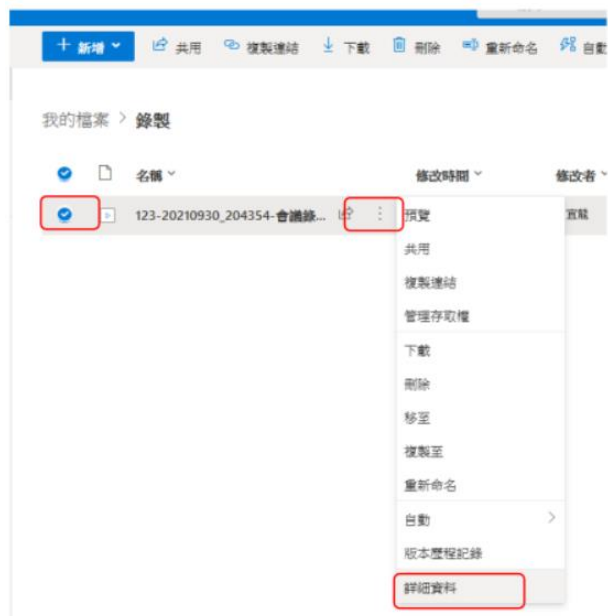 + 新增 共用 複製連結 下載 刪除 重新命名 自動
我的檔案 > 錄製
名稱 修改時間 修改者
123-20210930_204354-會議錄... 宜龍
預覽
共用
複製連結
管理存取權
下載
刪除
移至
複製至
重新命名
自動
版本歷程記錄
詳細資料